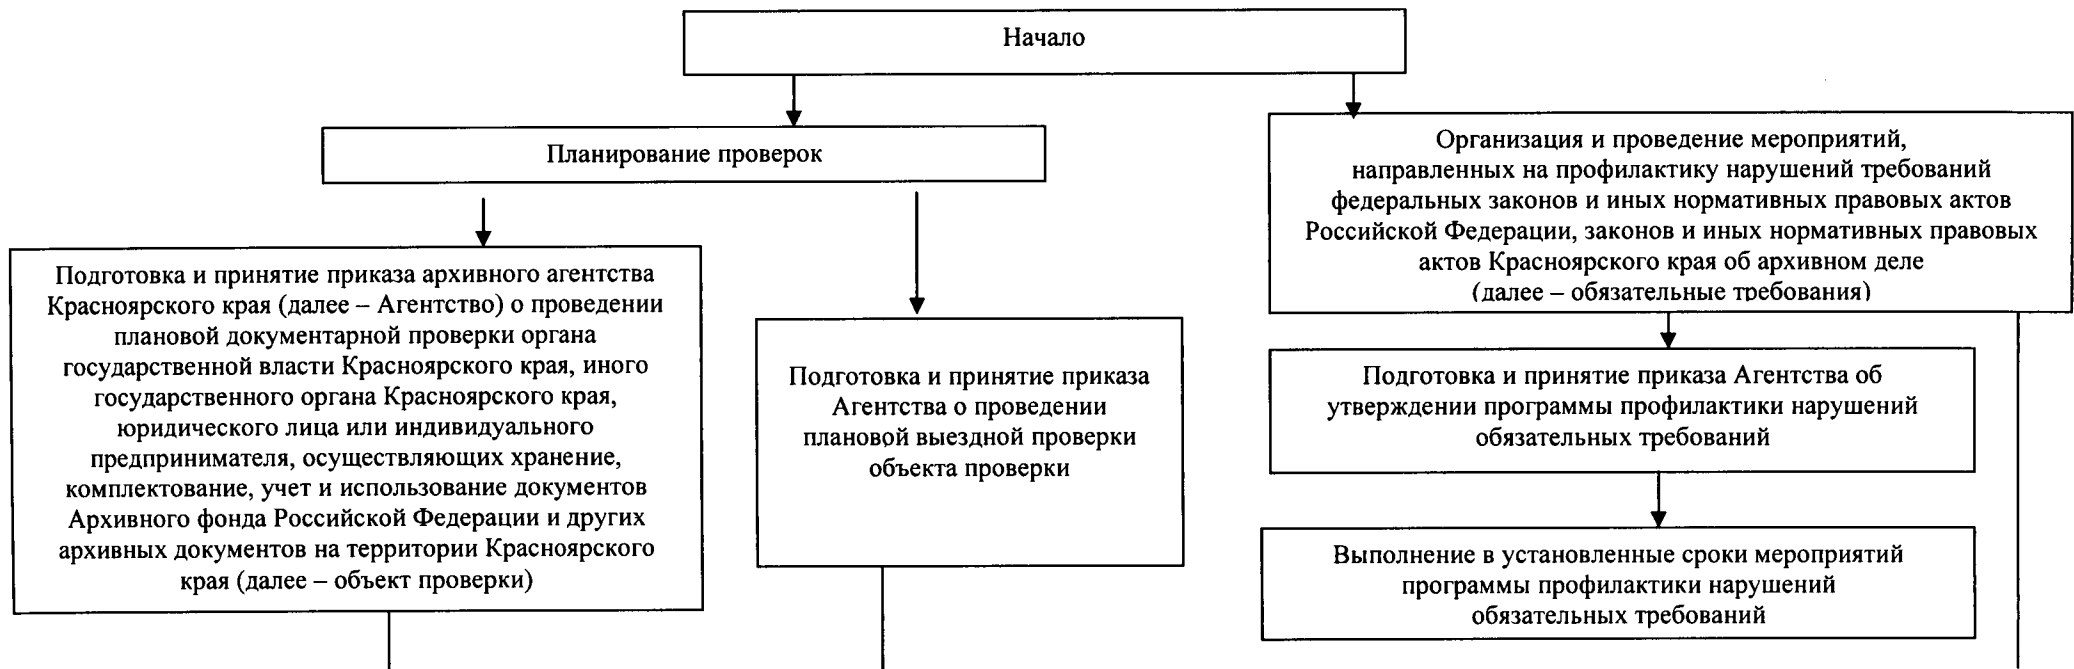 Начало
Планирование проверок
Организация и проведение мероприятий,
направленных на профилактику нарушений требований
федеральных законов и иных нормативных правовых актов
Российской Федерации, законов и иных нормативных правовых
актов Красноярского края об архивном деле
(далее – обязательные требования)
Подготовка и принятие приказа архивного агентства
Красноярского края (далее – Агентство) о проведении
плановой документарной проверки органа
государственной власти Красноярского края, иного
государственного органа Красноярского края,
юридического лица или индивидуального
предпринимателя, осуществляющих хранение,
комплектование, учет и использование документов
Архивного фонда Российской Федерации и других
архивных документов на территории Красноярского
края (далее – объект проверки)
Подготовка и принятие приказа
Агентства о проведении
плановой выездной проверки
объекта проверки
Подготовка и принятие приказа Агентства об
утверждении программы профилактики нарушений
обязательных требований
Выполнение в установленные сроки мероприятий
программы профилактики нарушений
обязательных требований